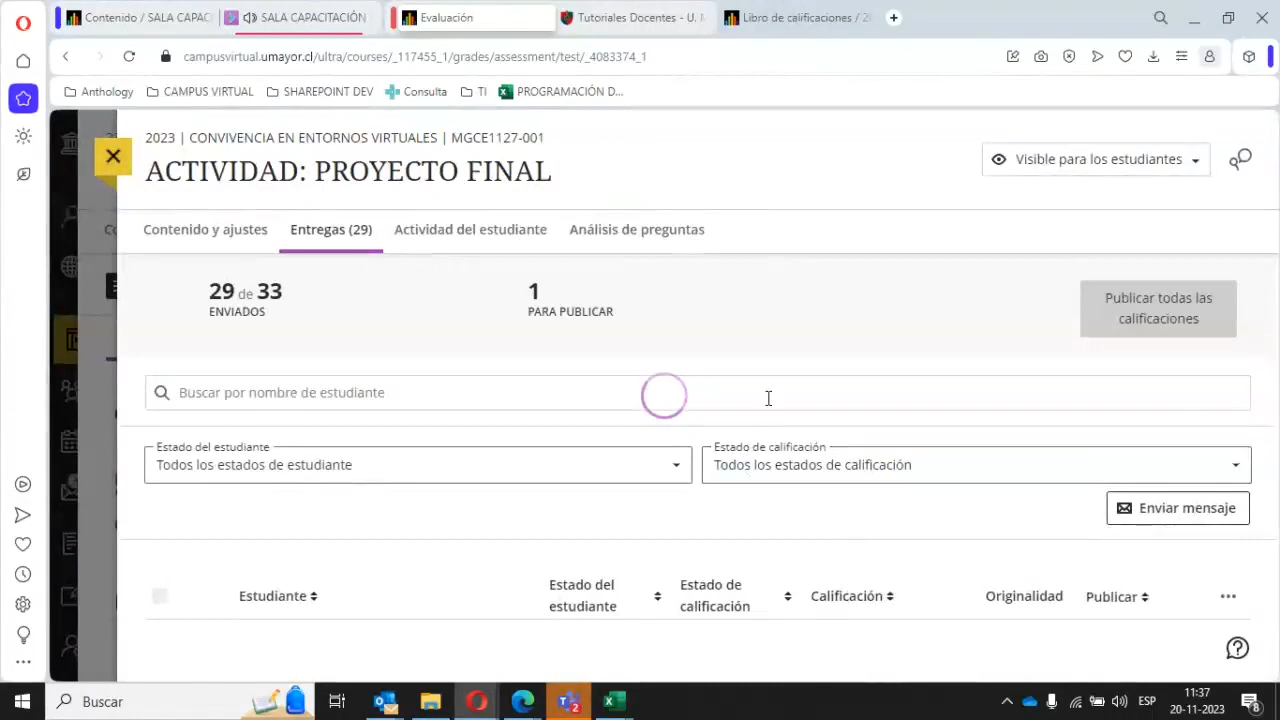 Contenido / SALA CAPAC
SALA CAPACITACIÓN
Evaluación
Tutoriales Docentes - U.
Libro de calificaciones / 2
campusvirtual.umayor.cl/ultra/courses/_117455_1/grades/assessment/test/_4083374_1
Anthology
CAMPUS VIRTUAL
SHAREPOINT DEV
Consulta
TI
PROGRAMACIÓN D...
2023 | CONVIVENCIA EN ENTORNOS VIRTUALES | MGCE1127-001
ACTIVIDAD: PROYECTO FINAL
Visible para los estudiantes
Contenido y ajustes
Entregas (29)
Actividad del estudiante
Análisis de preguntas
29 de 33
ENVIADOS
1
PARA PUBLICAR
Publicar todas las
calificaciones
Buscar por nombre de estudiante
Estado del estudiante
Todos los estados de estudiante
Estado de calificación
Todos los estados de calificación
Enviar mensaje
Estudiante
Estado del
estudiante
Estado de
calificación
Calificación
Originalidad
Publicar
Buscar
2
ESP
11:37
20-11-2023
8